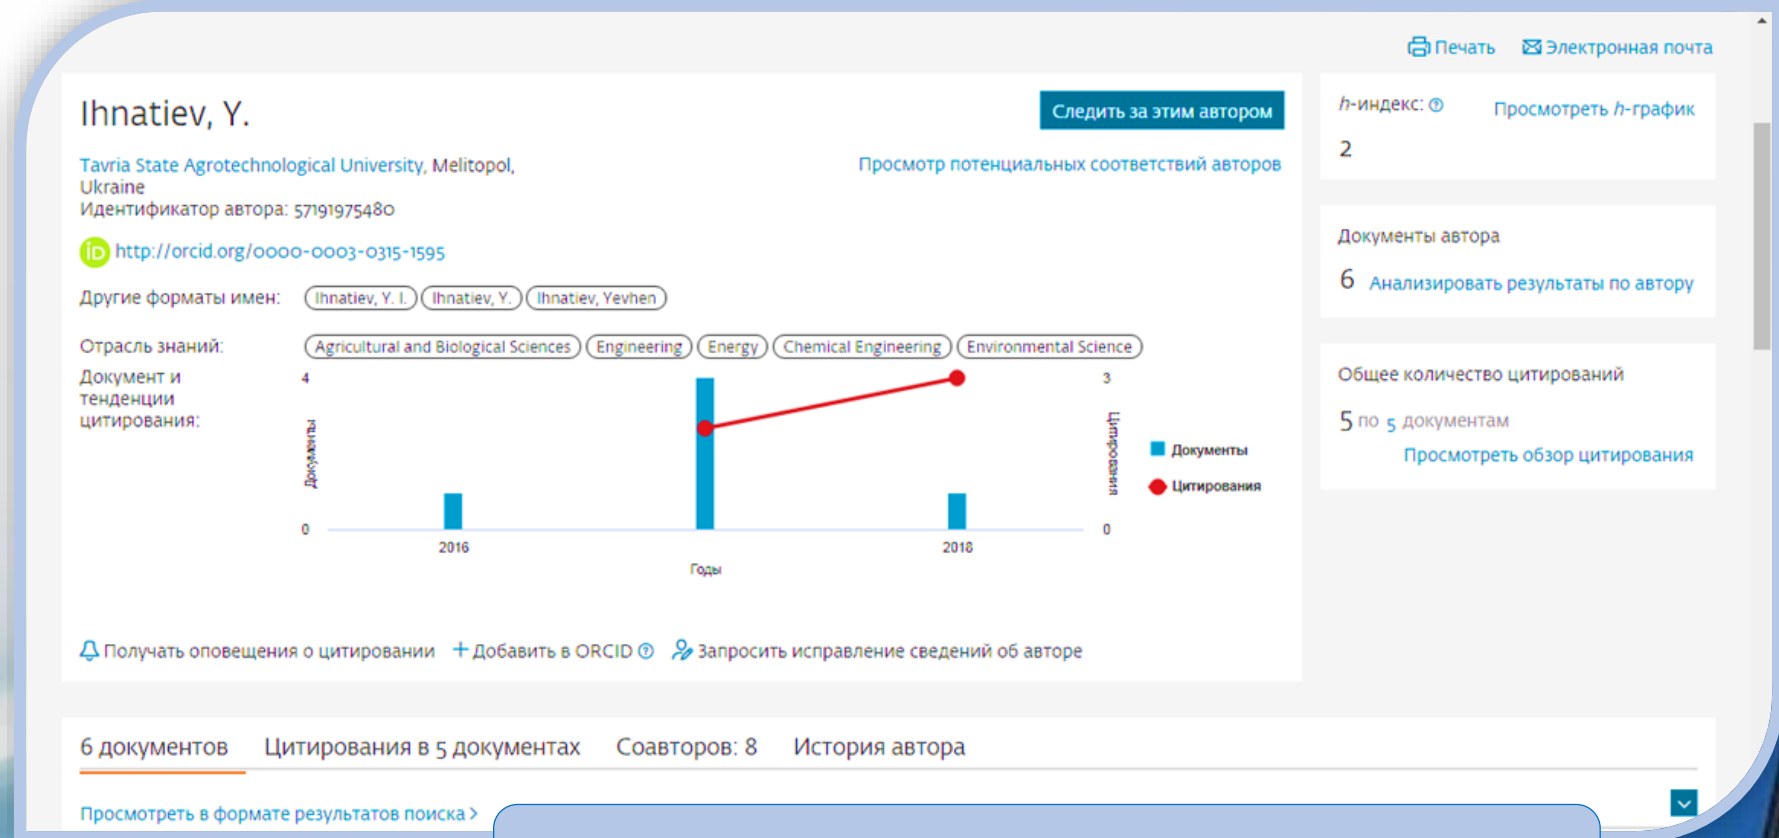 Печать Электронная почта
Ihnatiev, Y.
Следить за этим автором
Tavria State Agrotechnological University, Melitopol,
Ukraine
Просмотр потенциальных соответствий авторов
Идентификатор автора: 57191975480
iD http://orcid.org/0000-0003-0315-1595
Другие форматы имен: Ihnatiev, Y. I. Ihnatiev, Y. Ihnatiev, Yevhen
Отрасль знаний: Agricultural and Biological Sciences Engineering Energy Chemical Engineering Environmental Science
Документ и
тенденции
цитирования:
4
3
Документы
Цитирования
0
0
2016
2018
Годы
Документы
Цитирования
Получать оповещения о цитировании +Добавить в ORCID Запросить исправление сведений об авторе
h-индекс: Просмотреть h-график
2
Документы автора
6 Анализировать результаты по автору
Общее количество цитирований
5 по 5 документам
Просмотреть обзор цитирования
6 документов Цитирования в 5 документах Соавторов: 8 История автора
Просмотреть в формате результатов поиска >